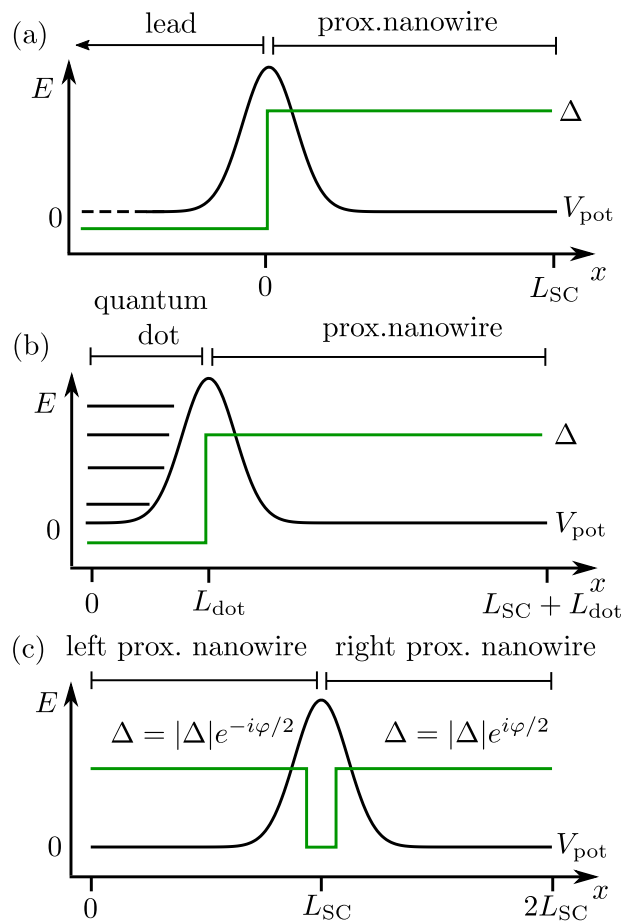 (a)
lead
prox.nanowire
E
Δ
0
V_pot
0
L_SC
x
quantum
dot
(b)
prox.nanowire
E
Δ
0
V_pot
x
0
L_dot
L_SC + L_dot
(c)
left prox. nanowire
right prox. nanowire
E
Δ = |Δ|e^{-iφ/2}
Δ = |Δ|e^{iφ/2}
0
V_pot
x
0
L_SC
2L_SC